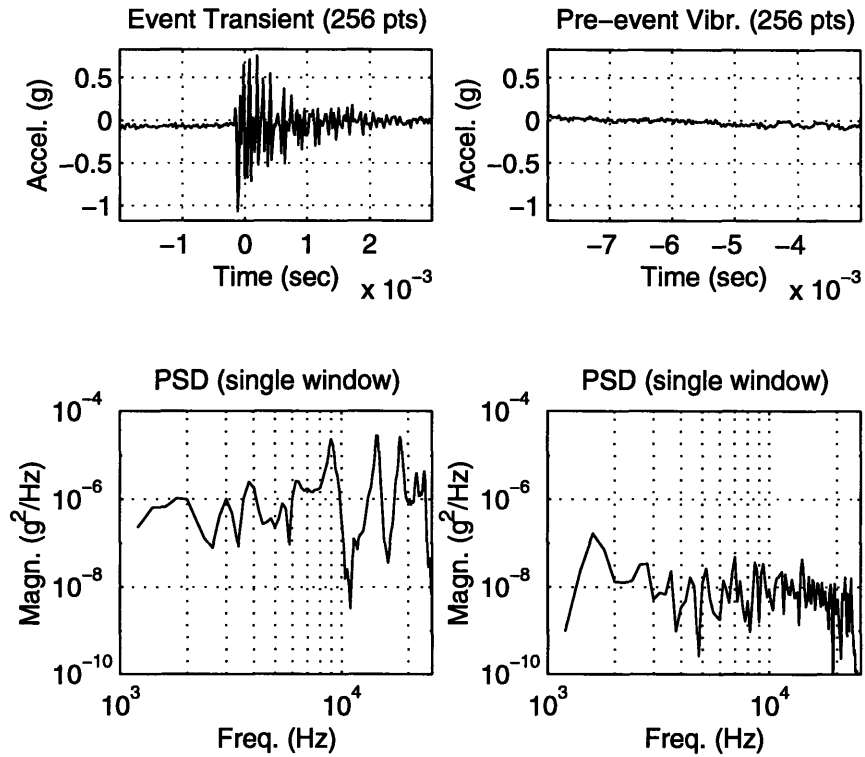 Event Transient (256 pts)
Accel. (g)
0.5
0
−0.5
−1
−1 0 1 2
Time (sec)
x 10^−3
Pre−event Vibr. (256 pts)
Accel. (g)
0.5
0
−0.5
−1
−7 −6 −5 −4
Time (sec)
x 10^−3
PSD (single window)
Magn. (g^2/Hz)
10^−4
10^−6
10^−8
10^−10
10^3 10^4
Freq. (Hz)
PSD (single window)
Magn. (g^2/Hz)
10^−4
10^−6
10^−8
10^−10
10^3 10^4
Freq. (Hz)